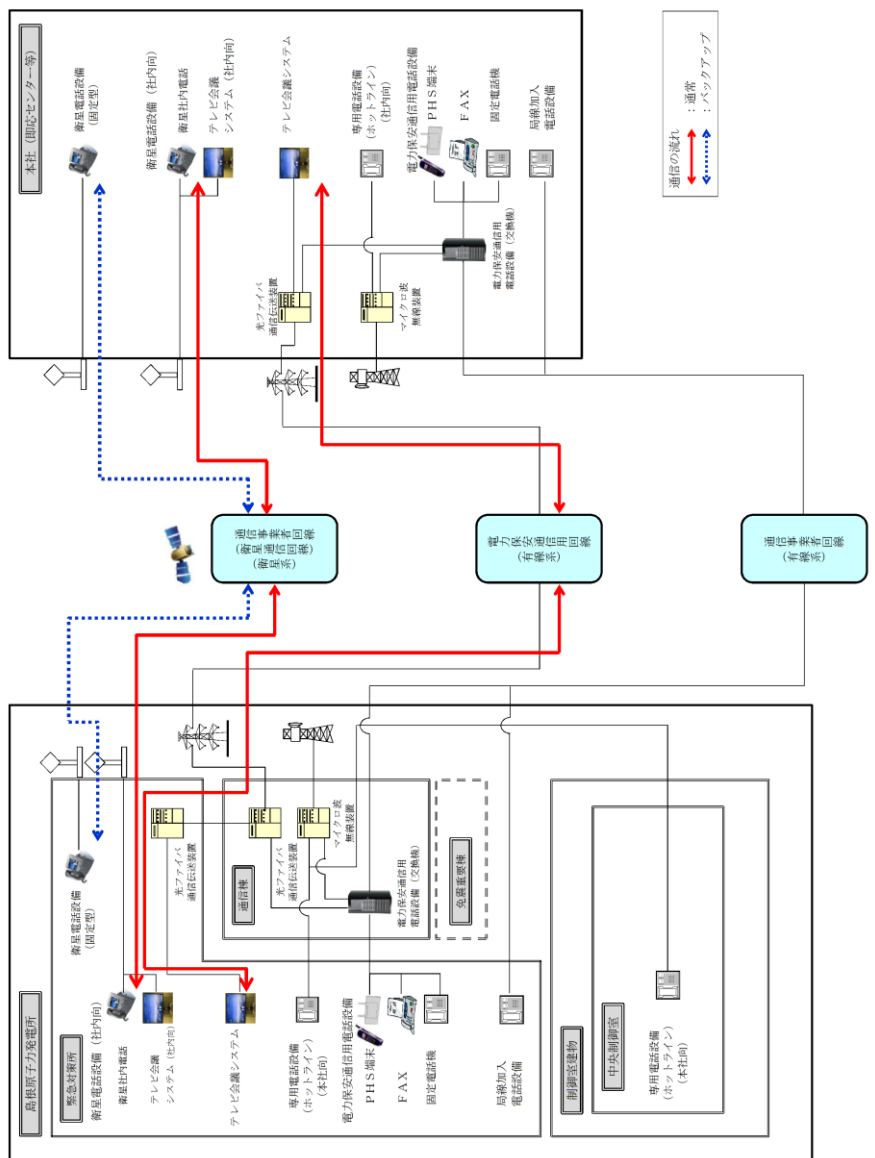 島根原子力発電所
緊急対策所
衛星電話設備
(固定型)
衛星電話設備(社内向)
衛星社内電話
テレビ会議
システム(社内向)
テレビ会議システム
専用電話設備
(ホットライン)
(本社向)
電力保安通信用電話設備
PHS端末
FAX
固定電話機
局線加入
電話設備
光ファイバ
通信伝送装置
通信棟
光ファイバ
通信伝送装置
マイクロ波
無線装置
電力保安通信用
電話設備(交換機)
免震重要棟
制御室建物
中央制御室
専用電話設備
(ホットライン)
(本社向)
通信事業者回線
(衛星通信回線)
(衛星系)
電力保安通信用回線
(有線系)
通信事業者回線
(有線系)
本社(即応センター等)
衛星電話設備
(固定型)
衛星電話設備(社内向)
衛星社内電話
テレビ会議
システム(社内向)
テレビ会議システム
専用電話設備
(ホットライン)
(社内向)
電力保安通信用電話設備
PHS端末
FAX
固定電話機
局線加入
電話設備
光ファイバ
通信伝送装置
マイクロ波
無線装置
電力保安通信用
電話設備(交換機)
通信の流れ
:通常
:バックアップ